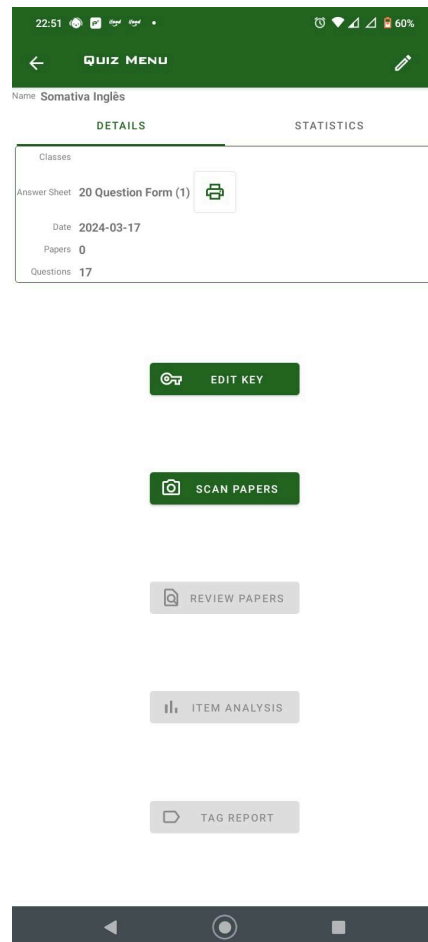 22:51 60%
Quiz Menu
Name Somativa Inglês
DETAILS STATISTICS
Classes
Answer Sheet 20 Question Form (1)
Date 2024-03-17
Papers 0
Questions 17
EDIT KEY
SCAN PAPERS
REVIEW PAPERS
ITEM ANALYSIS
TAG REPORT